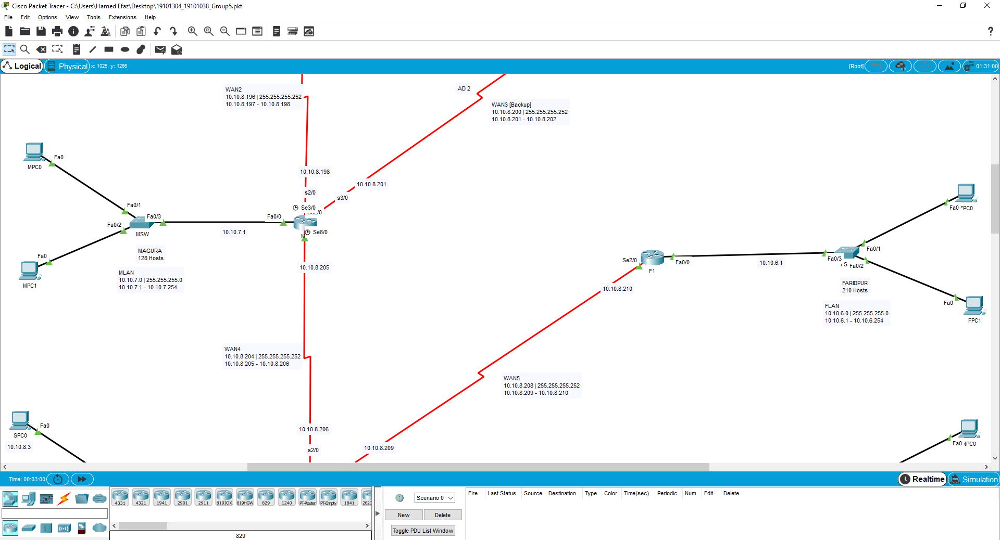 Cisco Packet Tracer - C:\Users\Hamed Efaz\Desktop\19101304_19101038_Group5.pkt
File Edit Options View Tools Extensions Help
?
Logical Physical x: 1025, y: 1266
[Root] 01:31:00
WAN2
10.10.8.196 | 255.255.255.252
10.10.8.197 - 10.10.8.198
AD 2
WAN3 [Backup]
10.10.8.200 | 255.255.255.252
10.10.8.201 - 10.10.8.202
Fa0
MPC0
10.10.8.198
10.10.8.201
s2/0
s3/0
Se3/0
Fa0/1
Fa0/3
Fa0/0
Fa0/2
MSW
10.10.7.1
Se6/0
Fa0 PC0
MAGURA
128 Hosts
Fa0
MPC1
MLAN
10.10.7.0 | 255.255.255.0
10.10.7.1 - 10.10.7.254
10.10.8.205
Se2/0
F1
Fa0/0
10.10.6.1
Fa0/3
Fa0/1
S Fa0/2
10.10.8.210
FARIDPUR
210 Hosts
Fa0
FPC1
FLAN
10.10.6.0 | 255.255.255.0
10.10.6.1 - 10.10.6.254
WAN4
10.10.8.204 | 255.255.255.252
10.10.8.205 - 10.10.8.206
WAN5
10.10.8.208 | 255.255.255.252
10.10.8.209 - 10.10.8.210
Fa0
SPC0
10.10.8.3
10.10.8.206
s2/0
10.10.8.209
Fa0 PC0
Time: 00:03:00
Realtime Simulation
4331 4321 1941 2901 2911 819IOX 819HGW 829 1240 PT-Router PT-Empty 1841 2620
829
Scenario 0
New Delete
Toggle PDU List Window
Fire Last Status Source Destination Type Color Time(sec) Periodic Num Edit Delete